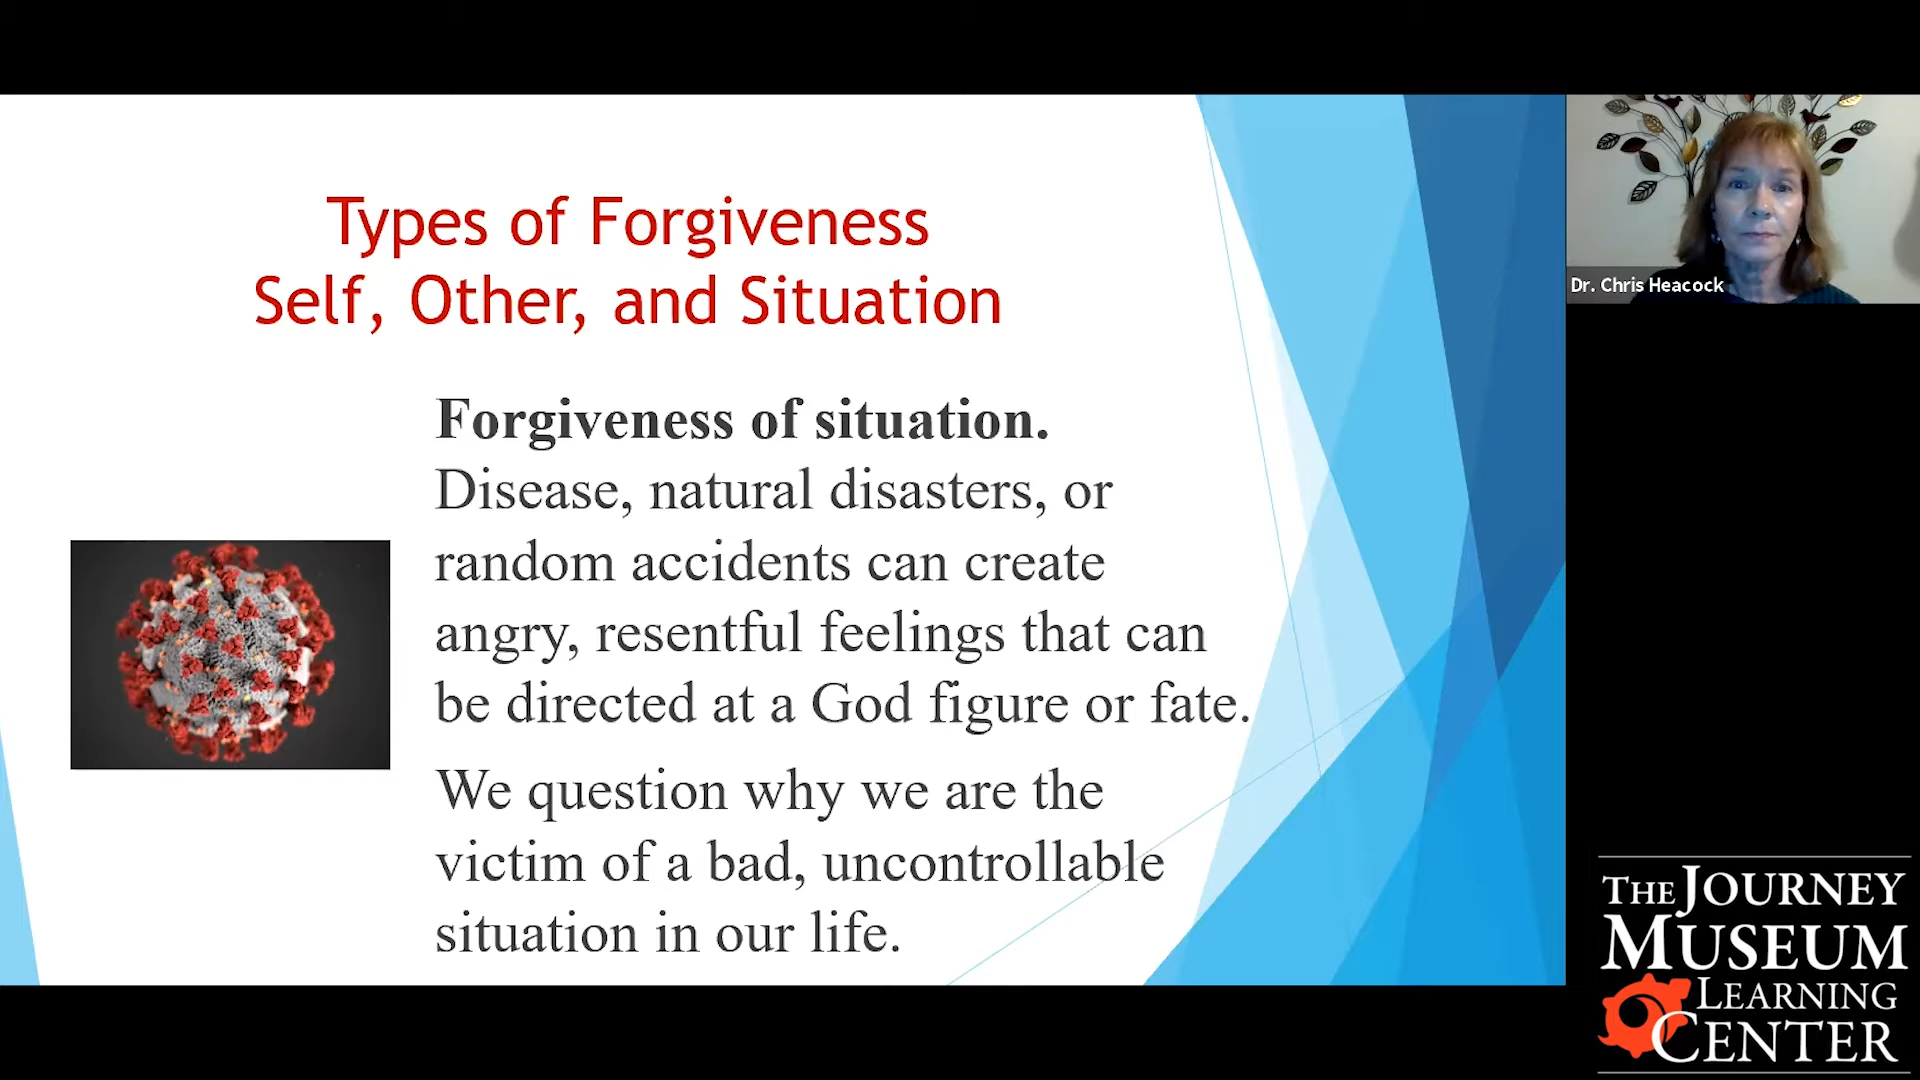 Types of Forgiveness
Self, Other, and Situation
Forgiveness of situation.
Disease, natural disasters, or
random accidents can create
angry, resentful feelings that can
be directed at a God figure or fate.
We question why we are the
victim of a bad, uncontrollable
situation in our life.
Dr. Chris Heacock
THE JOURNEY
MUSEUM
LEARNING
CENTER